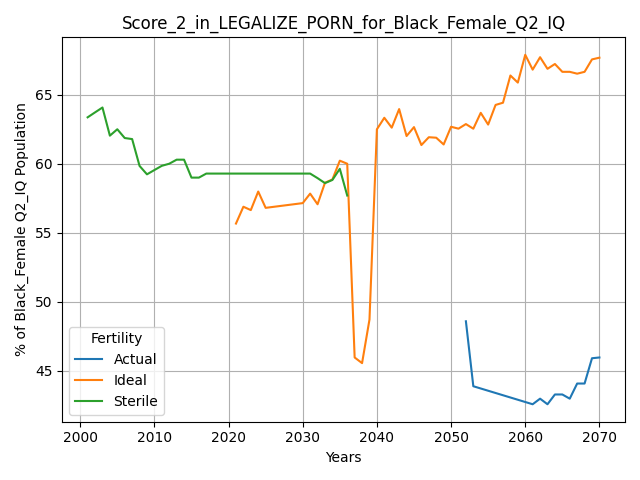 Score_2_in_LEGALIZE_PORN_for_Black_Female_Q2_IQ
% of Black_Female Q2_IQ Population
65
60
55
50
45
Fertility
Actual
Ideal
Sterile
2000 2010 2020 2030 2040 2050 2060 2070
Years